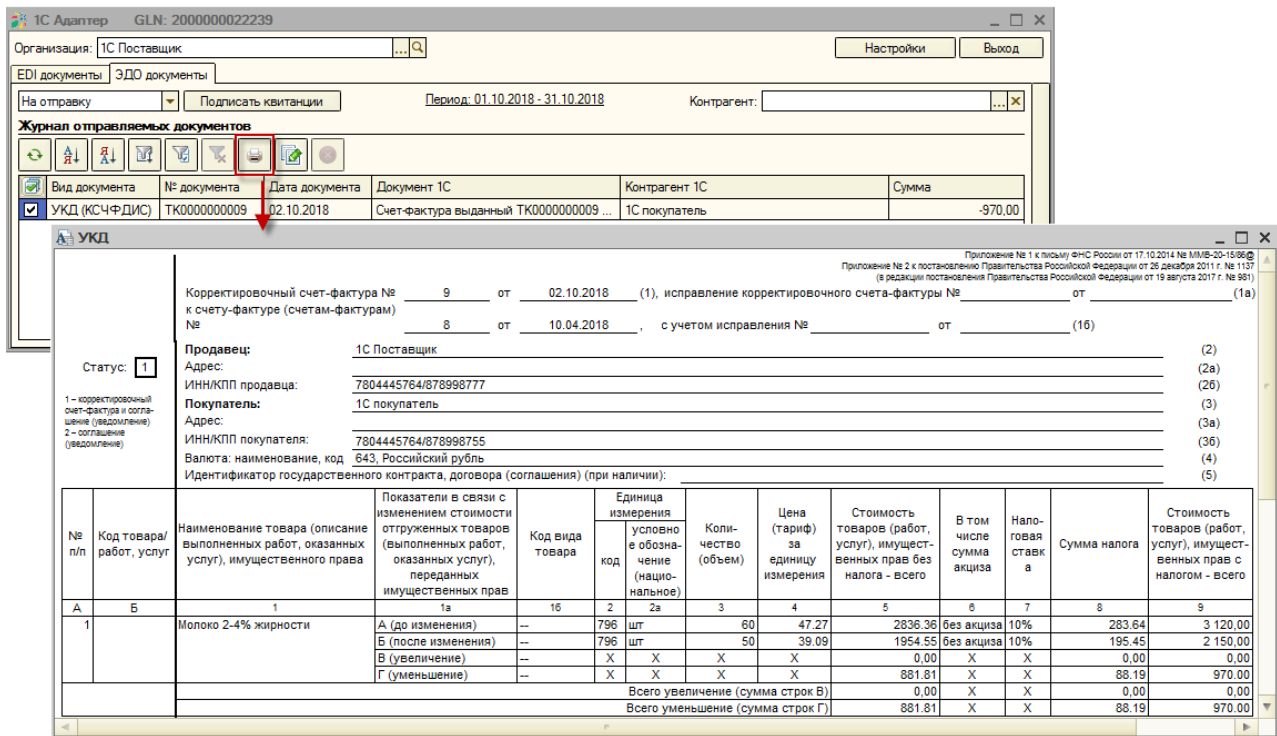 1С Адаптер GLN: 2000000022239
Организация: 1С Поставщик ... Настройки Выход
EDI документы ЭДО документы
На отправку Подписать квитанции Период: 01.10.2018 - 31.10.2018 Контрагент: ...
Журнал отправляемых документов
Вид документа № документа Дата документа Документ 1С Контрагент 1С Сумма
УКД (КСЧФДИС) ТК0000000009 02.10.2018 Счет-фактура выданный ТК0000000009 ... 1С покупатель -970,00
УКД
Приложение № 1 к письму ФНС России от 17.10.2014 № ММВ-20-15/86@
Приложение № 2 к постановлению Правительства Российской Федерации от 26 декабря 2011 г. № 1137
(в редакции постановления Правительства Российской Федерации от 19 августа 2017 г. № 981)
Корректировочный счет-фактура № 9 от 02.10.2018 (1), исправление корректировочного счета-фактуры № от (1а)
к счету-фактуре (счетам-фактурам)
№ 8 от 10.04.2018 , с учетом исправления № от (1б)
Продавец: 1С Поставщик (2)
Статус: 1
Адрес: (2а)
ИНН/КПП продавца: 7804445764/878998777 (2б)
1 – корректировочный
счет-фактура и согла-
шение (уведомление)
2 – соглашение
(уведомление)
Покупатель: 1С покупатель (3)
Адрес: (3а)
ИНН/КПП покупателя: 7804445764/878998755 (3б)
Валюта: наименование, код 643, Российский рубль (4)
Идентификатор государственного контракта, договора (соглашения) (при наличии): (5)
№ п/п
Код товара/ работ, услуг
Наименование товара (описание выполненных работ, оказанных услуг), имущественного права
Показатели в связи с изменением стоимости отгруженных товаров (выполненных работ, оказанных услуг), переданных имущественных прав
Код вида товара
Единица измерения
код
условно е обозна- чение (нацио- нальное)
Коли- чество (объем)
Цена (тариф) за единицу измерения
Стоимость товаров (работ, услуг), имущест- венных прав без налога - всего
В том числе сумма акциза
Нало- говая ставк а
Сумма налога
Стоимость товаров (работ, услуг), имущест- венных прав с налогом - всего
А Б 1 1а 1б 2 2а 3 4 5 6 7 8 9
1 Молоко 2-4% жирности А (до изменения) -- 796 шт 60 47.27 2836.36 без акциза 10% 283.64 3 120,00
Б (после изменения) -- 796 шт 50 39.09 1954.55 без акциза 10% 195.45 2 150,00
В (увеличение) -- Х Х Х Х 0,00 Х Х 0,00 0,00
Г (уменьшение) -- Х Х Х Х 881.81 Х Х 88.19 970.00
Всего увеличение (сумма строк В) 0,00 Х Х 0,00 0,00
Всего уменьшение (сумма строк Г) 881.81 Х Х 88.19 970.00